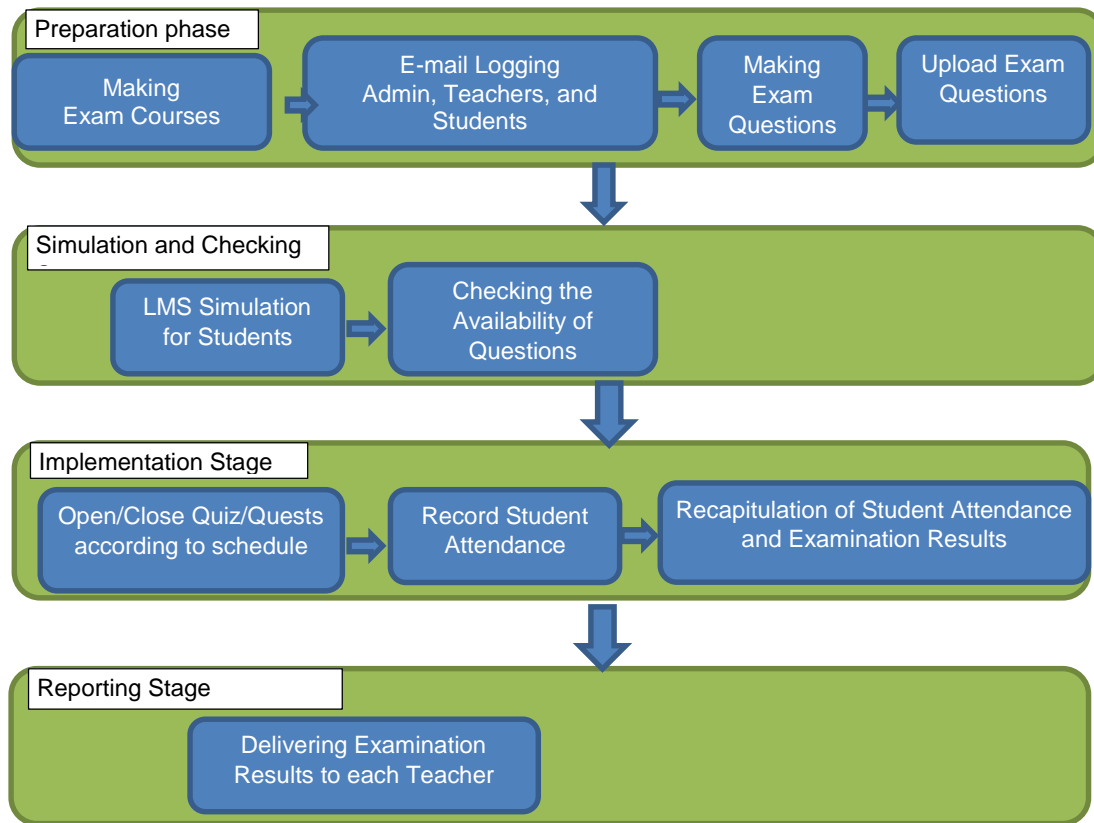 Preparation phase
Making
Exam Courses
E-mail Logging
Admin, Teachers, and
Students
Making
Exam
Questions
Upload Exam
Questions
Simulation and Checking
LMS Simulation
for Students
Checking the
Availability of
Questions
Implementation Stage
Open/Close Quiz/Quests
according to schedule
Record Student
Attendance
Recapitulation of Student Attendance
and Examination Results
Reporting Stage
Delivering Examination
Results to each Teacher